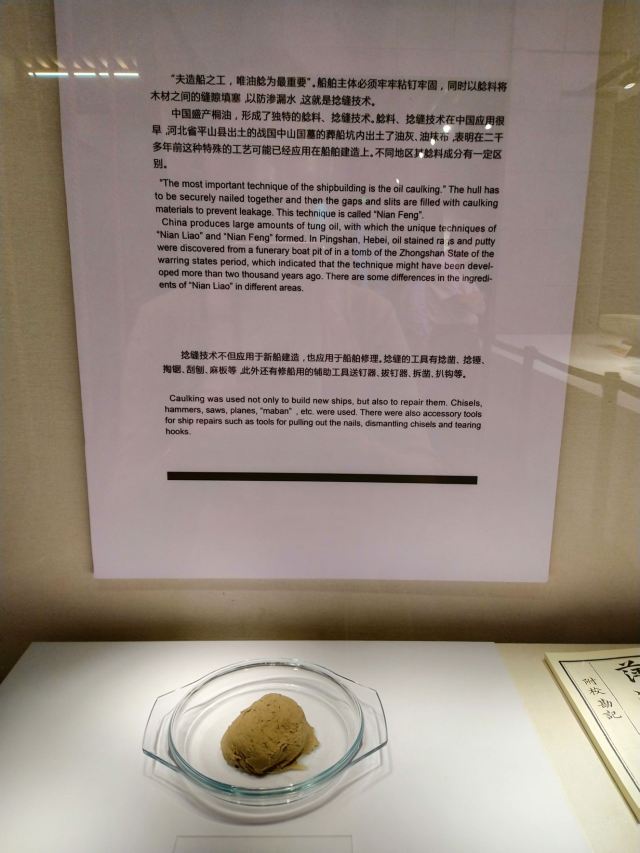 “夫造船之工，唯油舱为最重要”。船舶主体必须牢牢粘钉牢固，同时以舱料将
木材之间的缝隙填塞，以防渗漏水，这就是捻缝技术。
中国盛产桐油，形成了独特的舱料、捻缝技术。舱料、捻缝技术在中国应用很
早，河北省平山县出土的战国中山国墓的葬船坑内出土了油灰、油抹布，表明在二千
多年前这种特殊的工艺可能已经应用在船舶建造上。不同地区其舱料成分有一定区
别。
“The most important technique of the shipbuilding is the oil caulking.” The hull has
to be securely nailed together and then the gaps and slits are filled with caulking
materials to prevent leakage. This technique is called “Nian Feng”.
China produces large amounts of tung oil, with which the unique techniques of
“Nian Liao” and “Nian Feng” formed. In Pingshan, Hebei, oil stained rags and putty
were discovered from a funerary boat pit of in a tomb of the Zhongshan State of the
warring states period, which indicated that the technique might have been devel-
oped more than two thousand years ago. There are some differences in the ingredi-
ents of “Nian Liao” in different areas.
捻缝技术不但应用于新船建造，也应用于船舶修理。捻缝的工具有捻凿、捻锤、
掏锯、刮刨、麻板等，此外还有修船用的辅助工具送钉器、拔钉器、拆凿、扒钩等。
Caulking was used not only to build new ships, but also to repair them. Chisels,
hammers, saws, planes, “maban” , etc. were used. There were also accessory tools
for ship repairs such as tools for pulling out the nails, dismantling chisels and tearing
hooks.
附校勘記